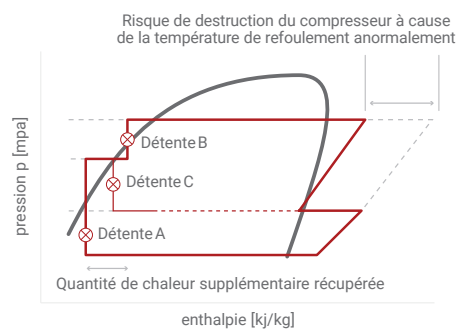 Risque de destruction du compresseur à cause
de la température de refoulement anormalement
pression p [mpa]
Détente B
Détente C
Détente A
Quantité de chaleur supplémentaire récupérée
enthalpie [kj/kg]